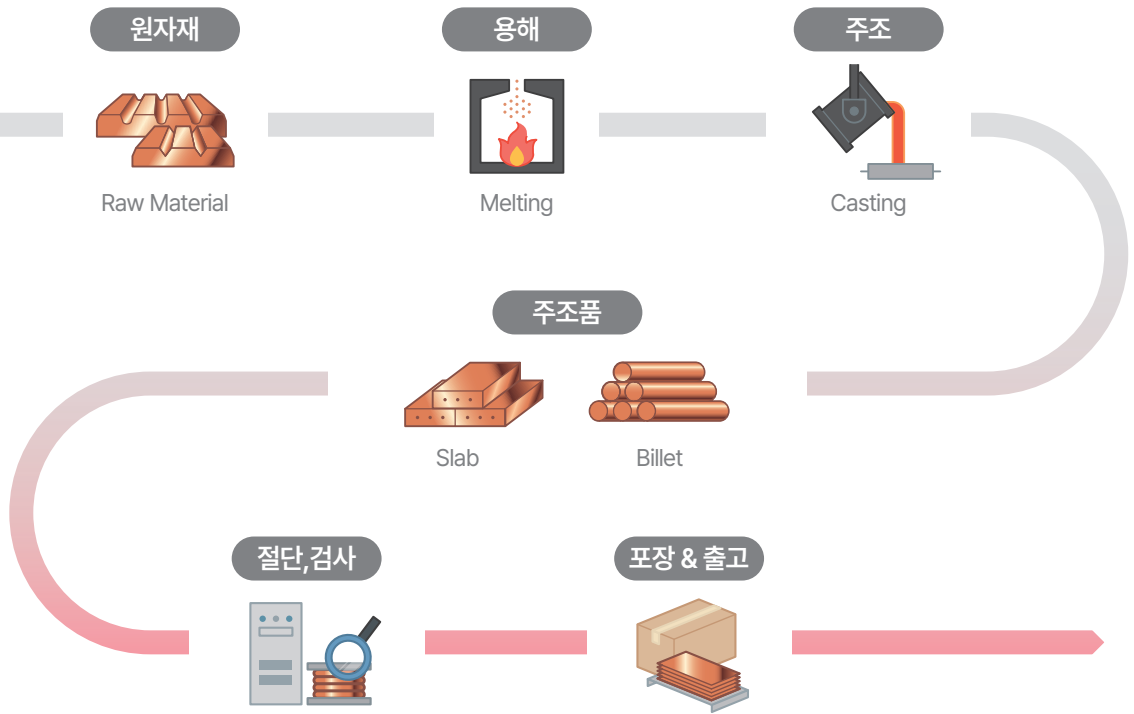 원자재
용해
주조
Raw Material
Melting
Casting
주조품
Slab
Billet
절단,검사
포장 & 출고